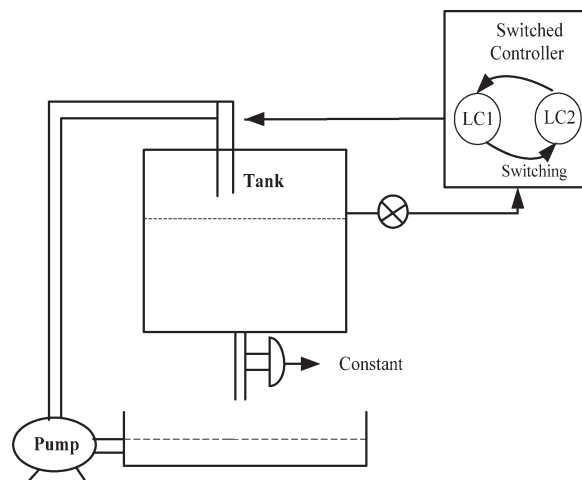 Switched
Controller
LC1
LC2
Switching
Tank
Constant
Pump